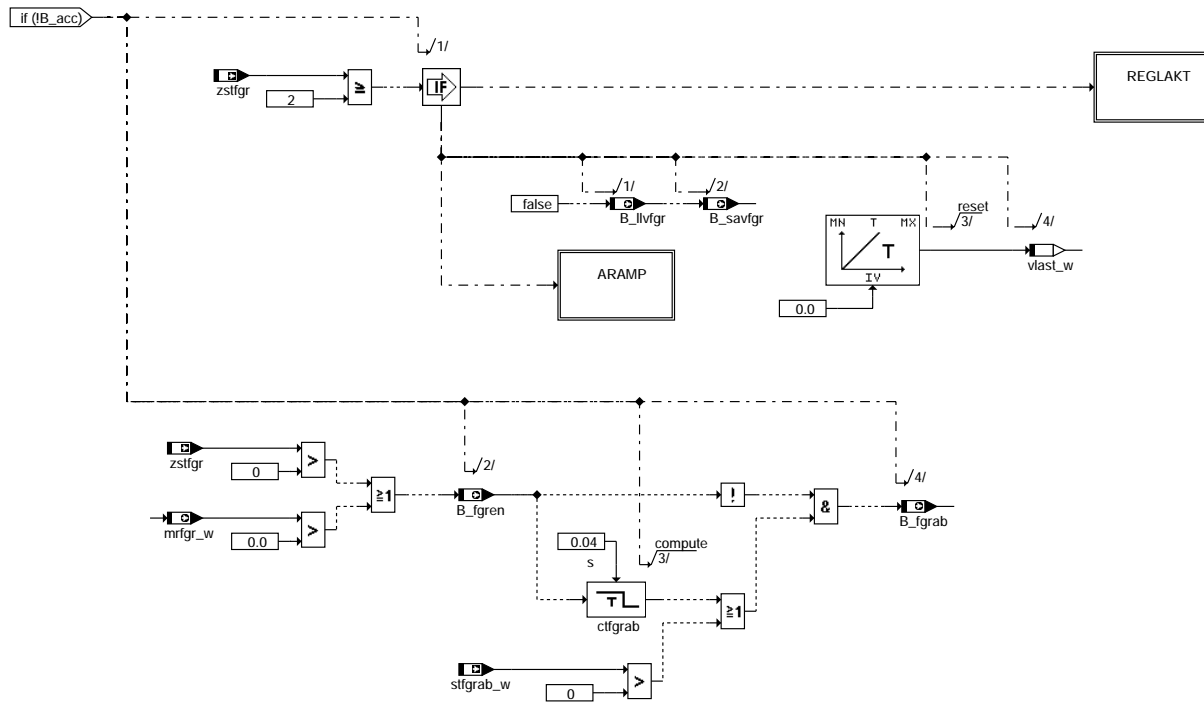 if (!B_acc)
/1/
REGLAKT
zstfgr
2
≥
IF
/1/
/2/
reset
3/
/4/
false
B_llvfgr
B_savfgr
MN T MX
T
IV
vlast_w
ARAMP
0.0
zstfgr
>
0
/2/
/4/
≥1
B_fgren
!
&
B_fgrab
mrfgr_w
>
0.0
0.04
s
compute
3/
T
ctfgrab
≥1
stfgrab_w
>
0